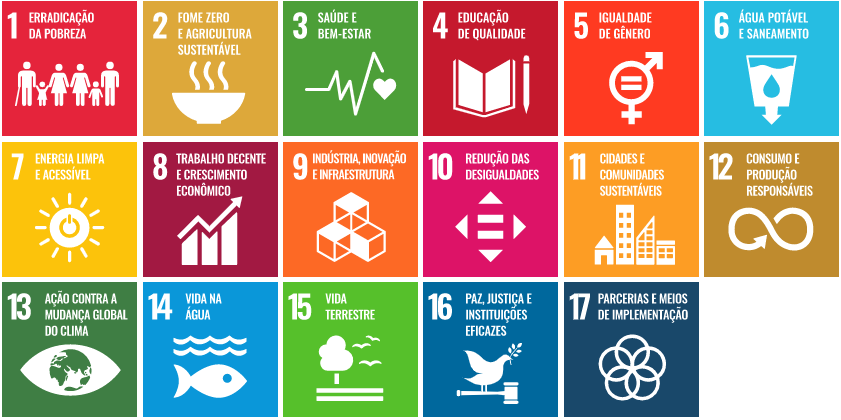 1 ERRADICAÇÃO
DA POBREZA
2 FOME ZERO
E AGRICULTURA
SUSTENTÁVEL
3 SAÚDE E
BEM-ESTAR
4 EDUCAÇÃO
DE QUALIDADE
5 IGUALDADE
DE GÊNERO
6 ÁGUA POTÁVEL
E SANEAMENTO
7 ENERGIA LIMPA
E ACESSÍVEL
8 TRABALHO DECENTE
E CRESCIMENTO
ECONÔMICO
9 INDÚSTRIA, INOVAÇÃO
E INFRAESTRUTURA
10 REDUÇÃO DAS
DESIGUALDADES
11 CIDADES E
COMUNIDADES
SUSTENTÁVEIS
12 CONSUMO E
PRODUÇÃO
RESPONSÁVEIS
13 AÇÃO CONTRA A
MUDANÇA GLOBAL
DO CLIMA
14 VIDA NA
ÁGUA
15 VIDA
TERRESTRE
16 PAZ, JUSTIÇA E
INSTITUIÇÕES
EFICAZES
17 PARCERIAS E MEIOS
DE IMPLEMENTAÇÃO